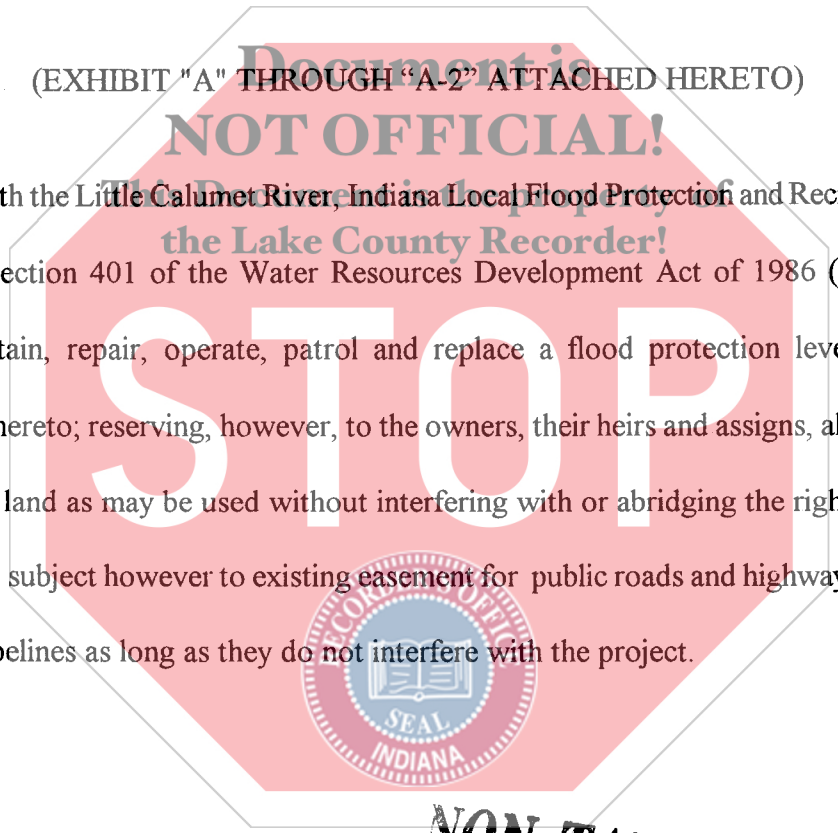 Document is
(EXHIBIT "A" THROUGH “A-2” ATTACHED HERETO)
NOT OFFICIAL!
This Document is the property of
th the Little Calumet River, Indiana Local Flood Protection and Rec
the Lake County Recorder!
ection 401 of the Water Resources Development Act of 1986 (
tain, repair, operate, patrol and replace a flood protection leve
hereto; reserving, however, to the owners, their heirs and assigns, al
land as may be used without interfering with or abridging the righ
subject however to existing easement for public roads and highway
pelines as long as they do not interfere with the project.
STOP
RECORDER'S OFFICE
SEAL
INDIANA
NON-TA